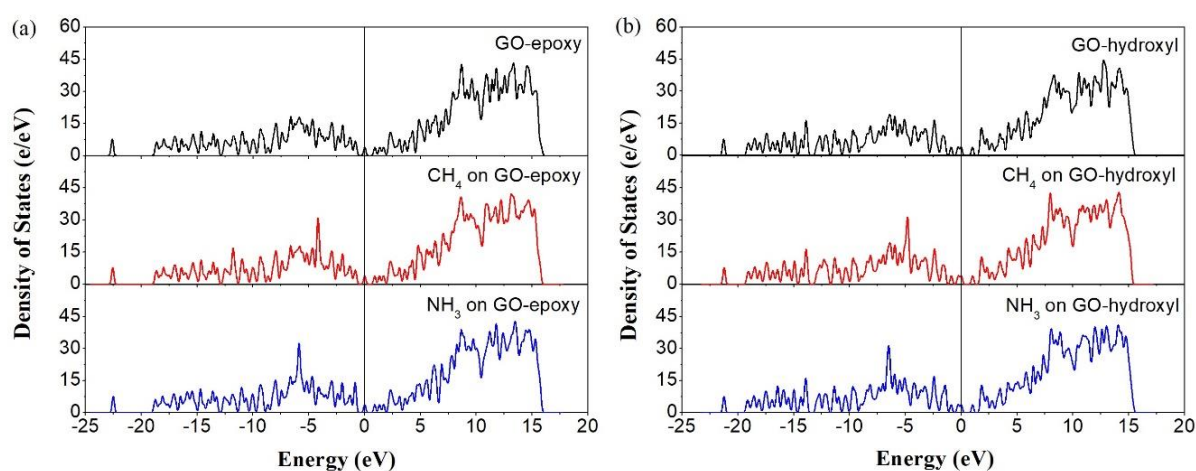 (a)
60
GO-epoxy
45
30
15
0
CH₄ on GO-epoxy
45
30
15
0
NH₃ on GO-epoxy
45
30
15
0
-25 -20 -15 -10 -5 0 5 10 15 20
Density of States (e/eV)
Energy (eV)
(b)
60
GO-hydroxyl
45
30
15
0
CH₄ on GO-hydroxyl
45
30
15
0
NH₃ on GO-hydroxyl
45
30
15
0
-25 -20 -15 -10 -5 0 5 10 15 20
Density of States (e/eV)
Energy (eV)